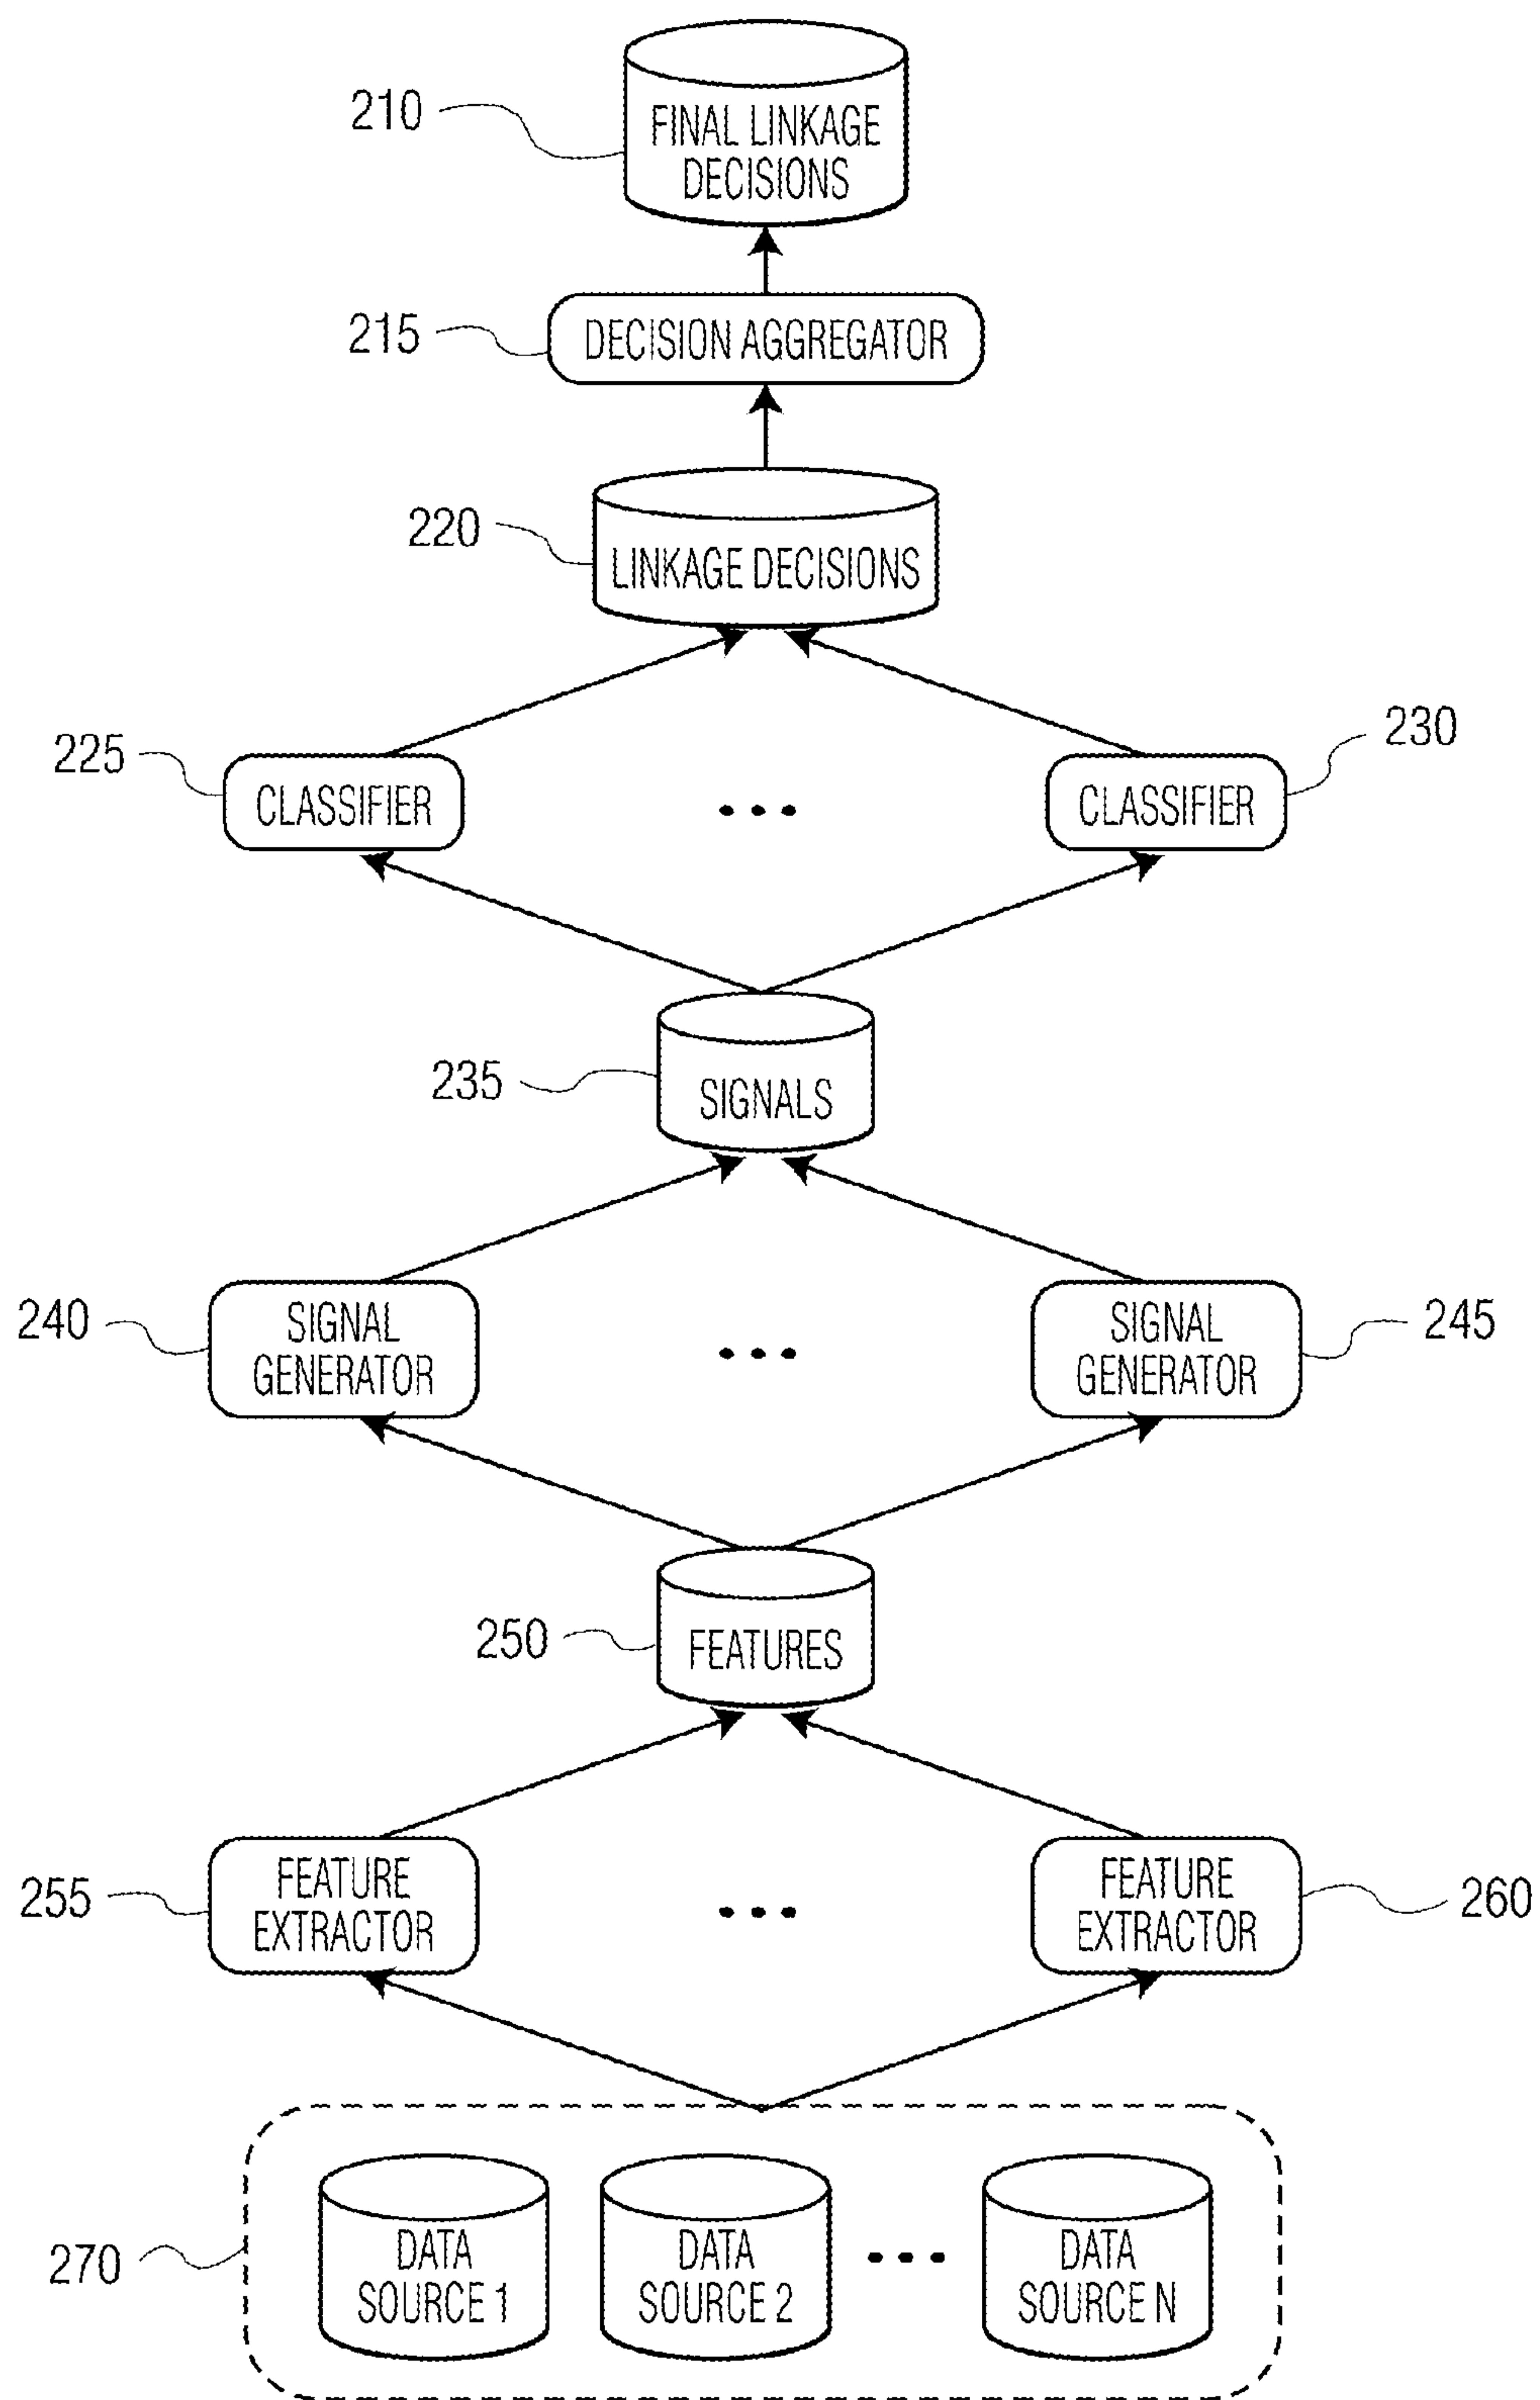 210
FINAL LINKAGE
DECISIONS
215
DECISION AGGREGATOR
220
LINKAGE DECISIONS
225
CLASSIFIER
...
CLASSIFIER
230
235
SIGNALS
240
SIGNAL
GENERATOR
...
SIGNAL
GENERATOR
245
250
FEATURES
255
FEATURE
EXTRACTOR
...
FEATURE
EXTRACTOR
260
270
DATA
SOURCE 1
DATA
SOURCE 2
...
DATA
SOURCE N